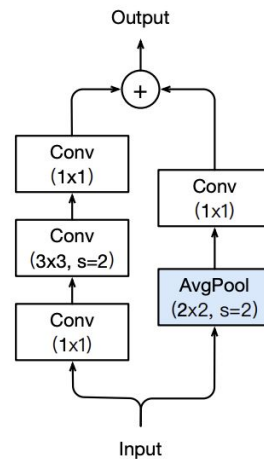 Output
+
Conv
(1x1)
Conv
(3x3, s=2)
Conv
(1x1)
Conv
(1x1)
AvgPool
(2x2, s=2)
Input